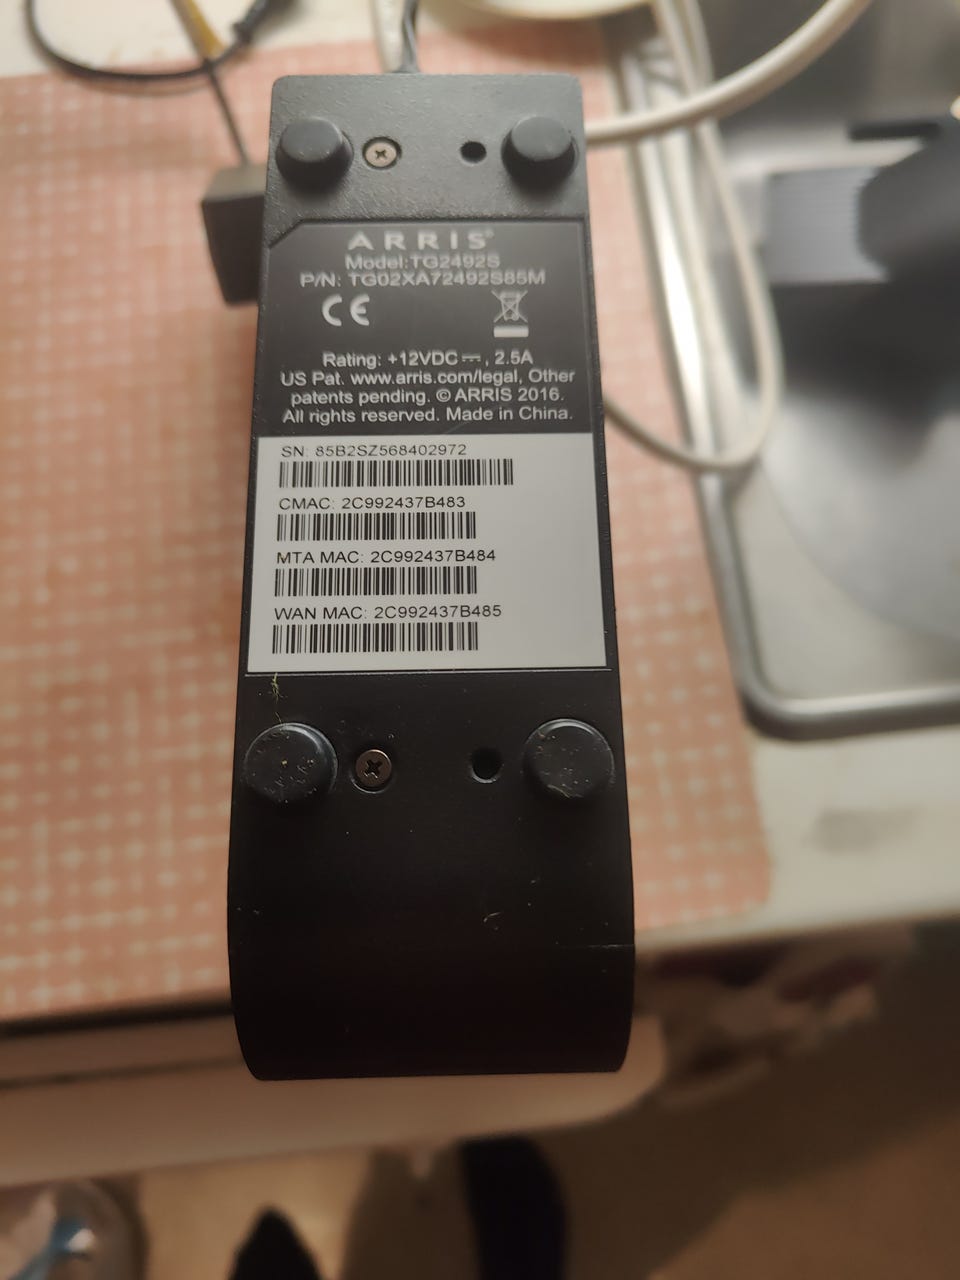 ARRIS®
Model:TG2492S
P/N: TG02XA72492S85M
CE
Rating: +12VDC ⎓, 2.5A
US Pat. www.arris.com/legal, Other
patents pending. © ARRIS 2016.
All rights reserved. Made in China.
SN: 85B2SZ568402972
CMAC: 2C992437B483
MTA MAC: 2C992437B484
WAN MAC: 2C992437B485